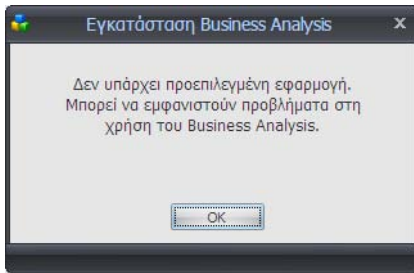 Εγκατάσταση Business Analysis
x
Δεν υπάρχει προεπιλεγμένη εφαρμογή.
Μπορεί να εμφανιστούν προβλήματα στη
χρήση του Business Analysis.
OK